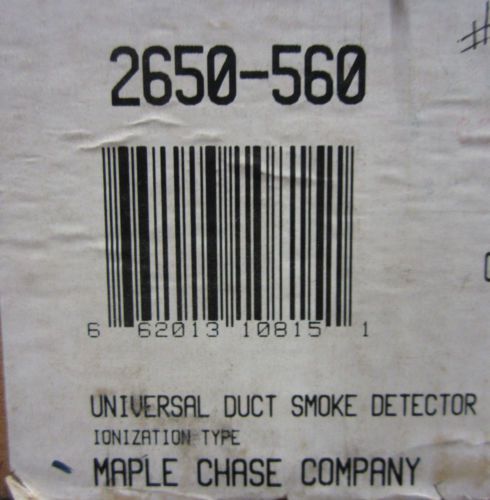 2650-560
6 62013 10815 1
UNIVERSAL DUCT SMOKE DETECTOR
IONIZATION TYPE
MAPLE CHASE COMPANY